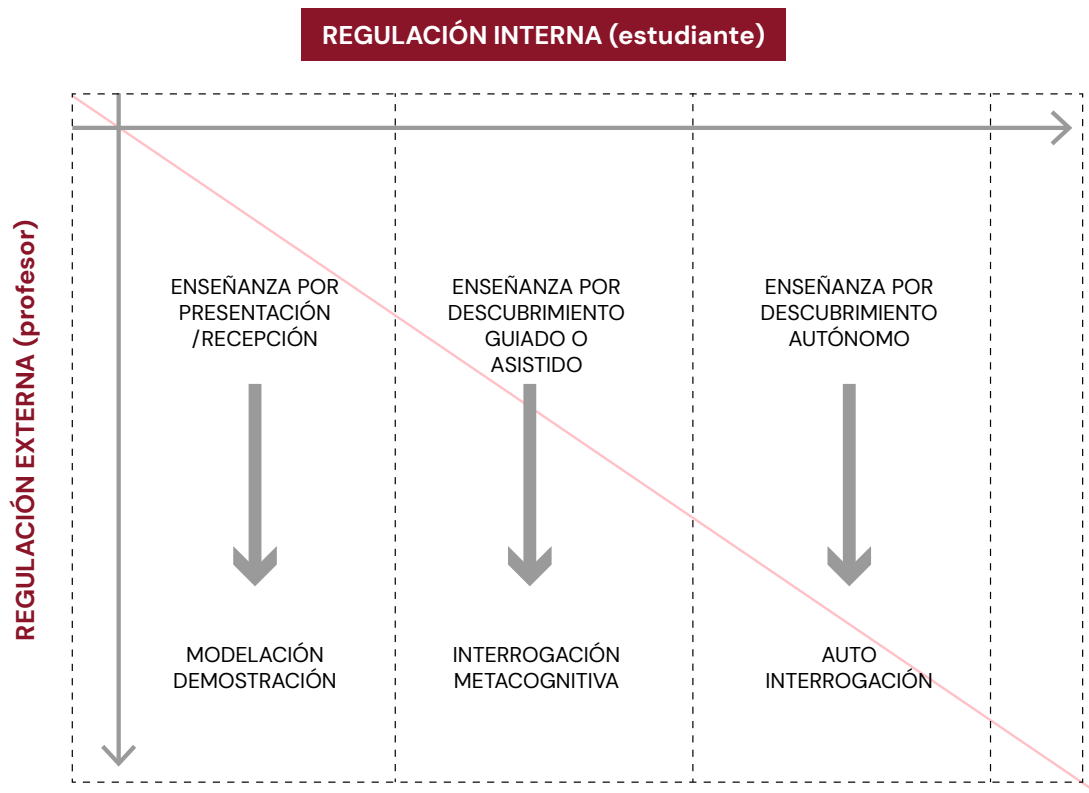 REGULACIÓN INTERNA (estudiante)
REGULACIÓN EXTERNA (profesor)
ENSEÑANZA POR
PRESENTACIÓN
/RECEPCIÓN
ENSEÑANZA POR
DESCUBRIMIENTO
GUIADO O
ASISTIDO
ENSEÑANZA POR
DESCUBRIMIENTO
AUTÓNOMO
MODELACIÓN
DEMOSTRACIÓN
INTERROGACIÓN
METACOGNITIVA
AUTO
INTERROGACIÓN